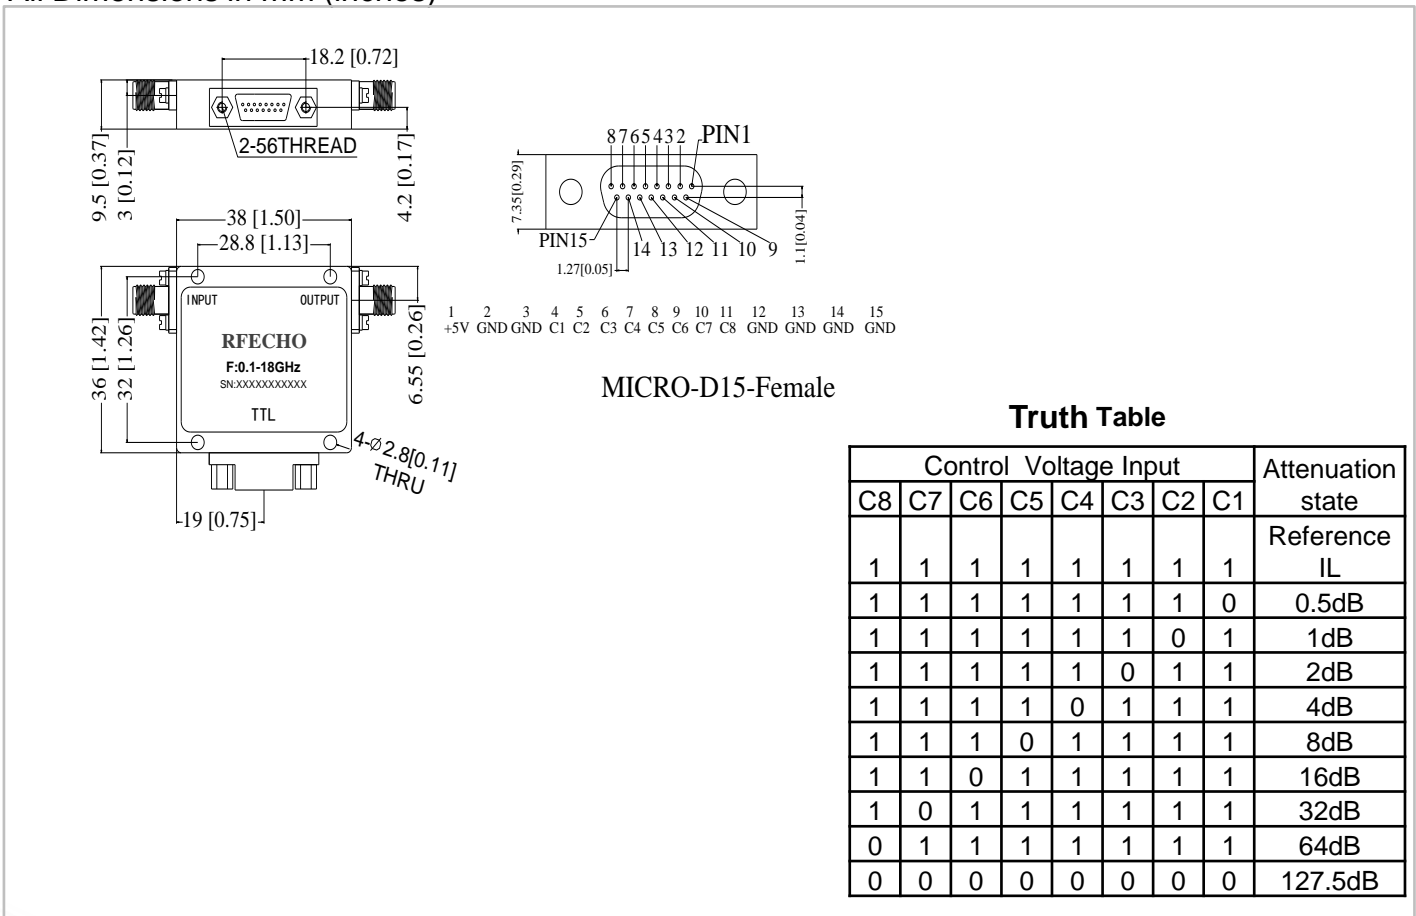 18.2 [0.72]
2-56THREAD
9.5 [0.37]
3 [0.12]
4.2 [0.17]
38 [1.50]
28.8 [1.13]
INPUT OUTPUT
RFECHO
F:0.1-18GHz
SN:XXXXXXXXXXX
TTL
36 [1.42]
32 [1.26]
6.55 [0.26]
4-ϕ2.8[0.11]
THRU
19 [0.75]
8 7 6 5 4 3 2 PIN1
7.35[0.29]
PIN15 14 13 12 11 10 9
1.27[0.05]
1.1[0.04]
1 2 3 4 5 6 7 8 9 10 11 12 13 14 15
+5V GND GND C1 C2 C3 C4 C5 C6 C7 C8 GND GND GND GND
MICRO-D15-Female
Truth Table
Control Voltage Input Attenuation state
C8 C7 C6 C5 C4 C3 C2 C1
1 1 1 1 1 1 1 1 Reference IL
1 1 1 1 1 1 1 0 0.5dB
1 1 1 1 1 1 0 1 1dB
1 1 1 1 1 0 1 1 2dB
1 1 1 1 0 1 1 1 4dB
1 1 1 0 1 1 1 1 8dB
1 1 0 1 1 1 1 1 16dB
1 0 1 1 1 1 1 1 32dB
0 1 1 1 1 1 1 1 64dB
0 0 0 0 0 0 0 0 127.5dB